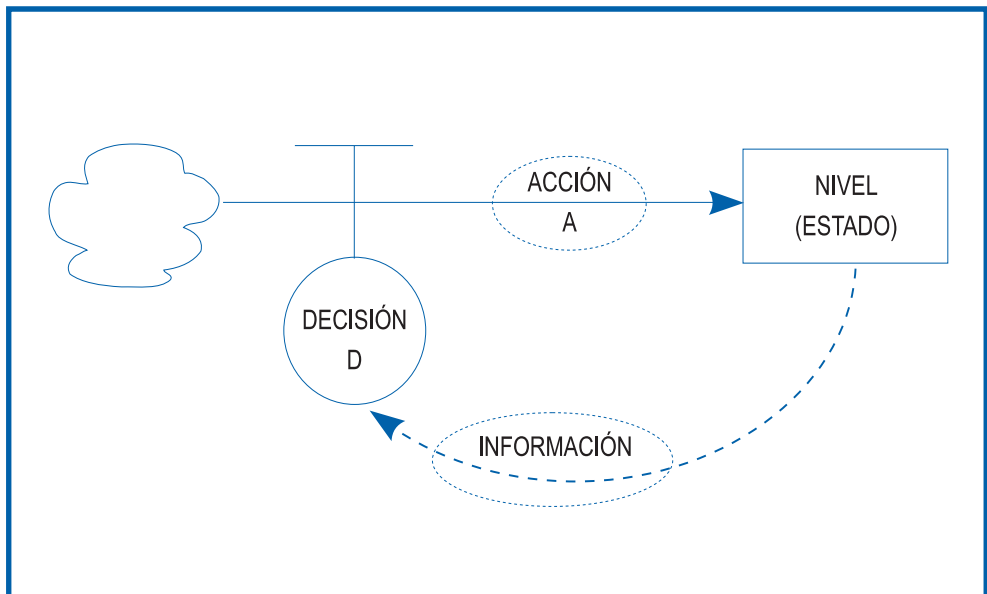 ACCIÓN
A
NIVEL
(ESTADO)
DECISIÓN
D
INFORMACIÓN